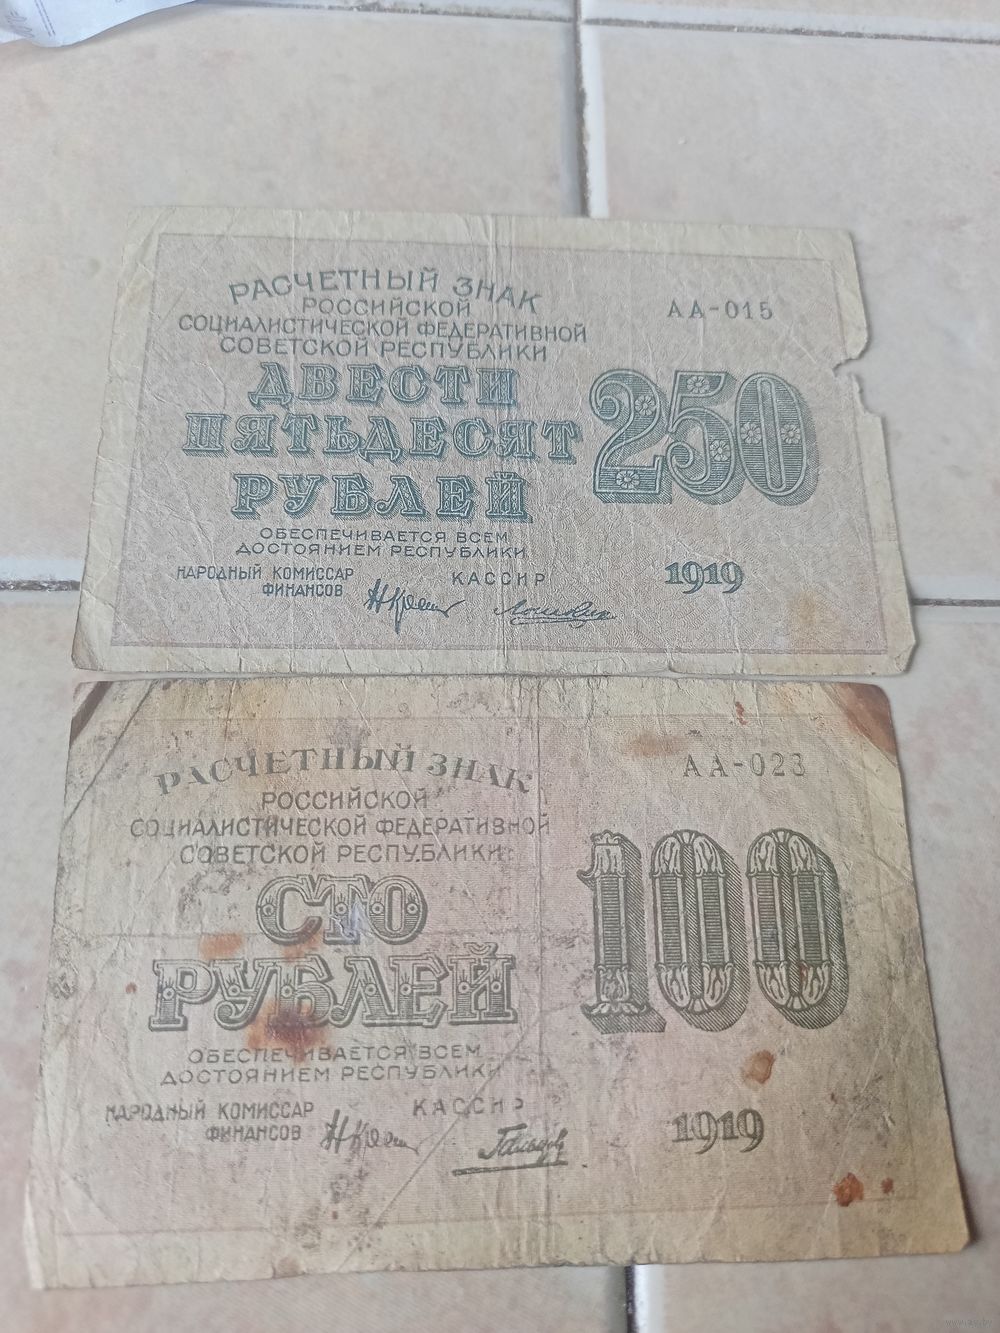 РАСЧЕТНЫЙ ЗНАК
РОССИЙСКОЙ
СОЦИАЛИСТИЧЕСКОЙ ФЕДЕРАТИВНОЙ
СОВЕТСКОЙ РЕСПУБЛИКИ
АА-015
ДВЕСТИ
ПЯТЬДЕСЯТ
РУБЛЕЙ
250
ОБЕСПЕЧИВАЕТСЯ ВСЕМ
ДОСТОЯНИЕМ РЕСПУБЛИКИ
НАРОДНЫЙ КОМИССАР
ФИНАНСОВ
КАССИР
1919
РАСЧЕТНЫЙ ЗНАК
РОССИЙСКОЙ
СОЦИАЛИСТИЧЕСКОЙ ФЕДЕРАТИВНОЙ
СОВЕТСКОЙ РЕСПУБЛИКИ
АА-023
СТО
РУБЛЕЙ
100
ОБЕСПЕЧИВАЕТСЯ ВСЕМ
ДОСТОЯНИЕМ РЕСПУБЛИКИ
НАРОДНЫЙ КОМИССАР
ФИНАНСОВ
КАССИР
1919